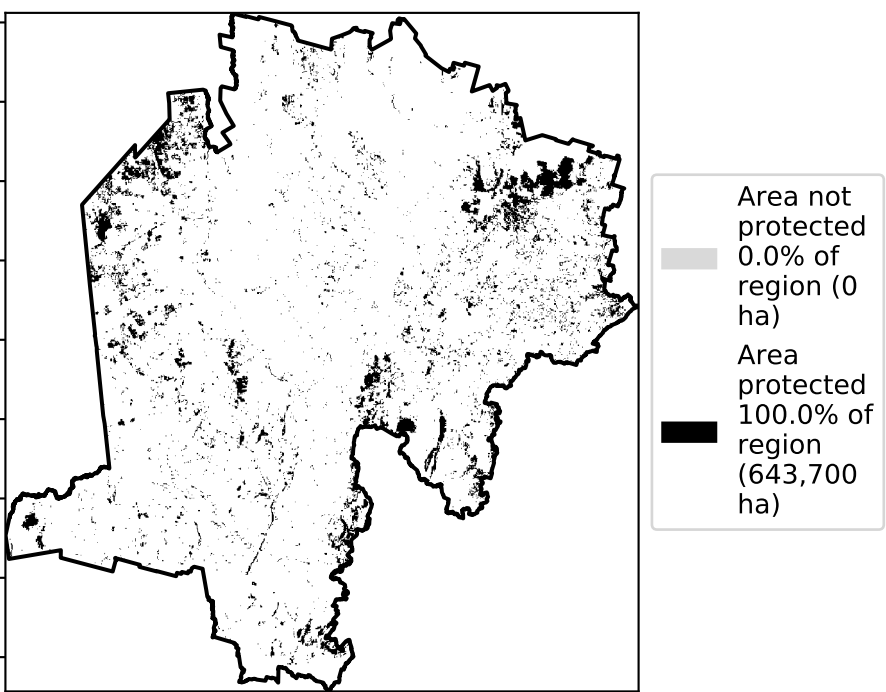 Area not
protected
0.0% of
region (0
ha)
Area
protected
100.0% of
region
(643,700
ha)